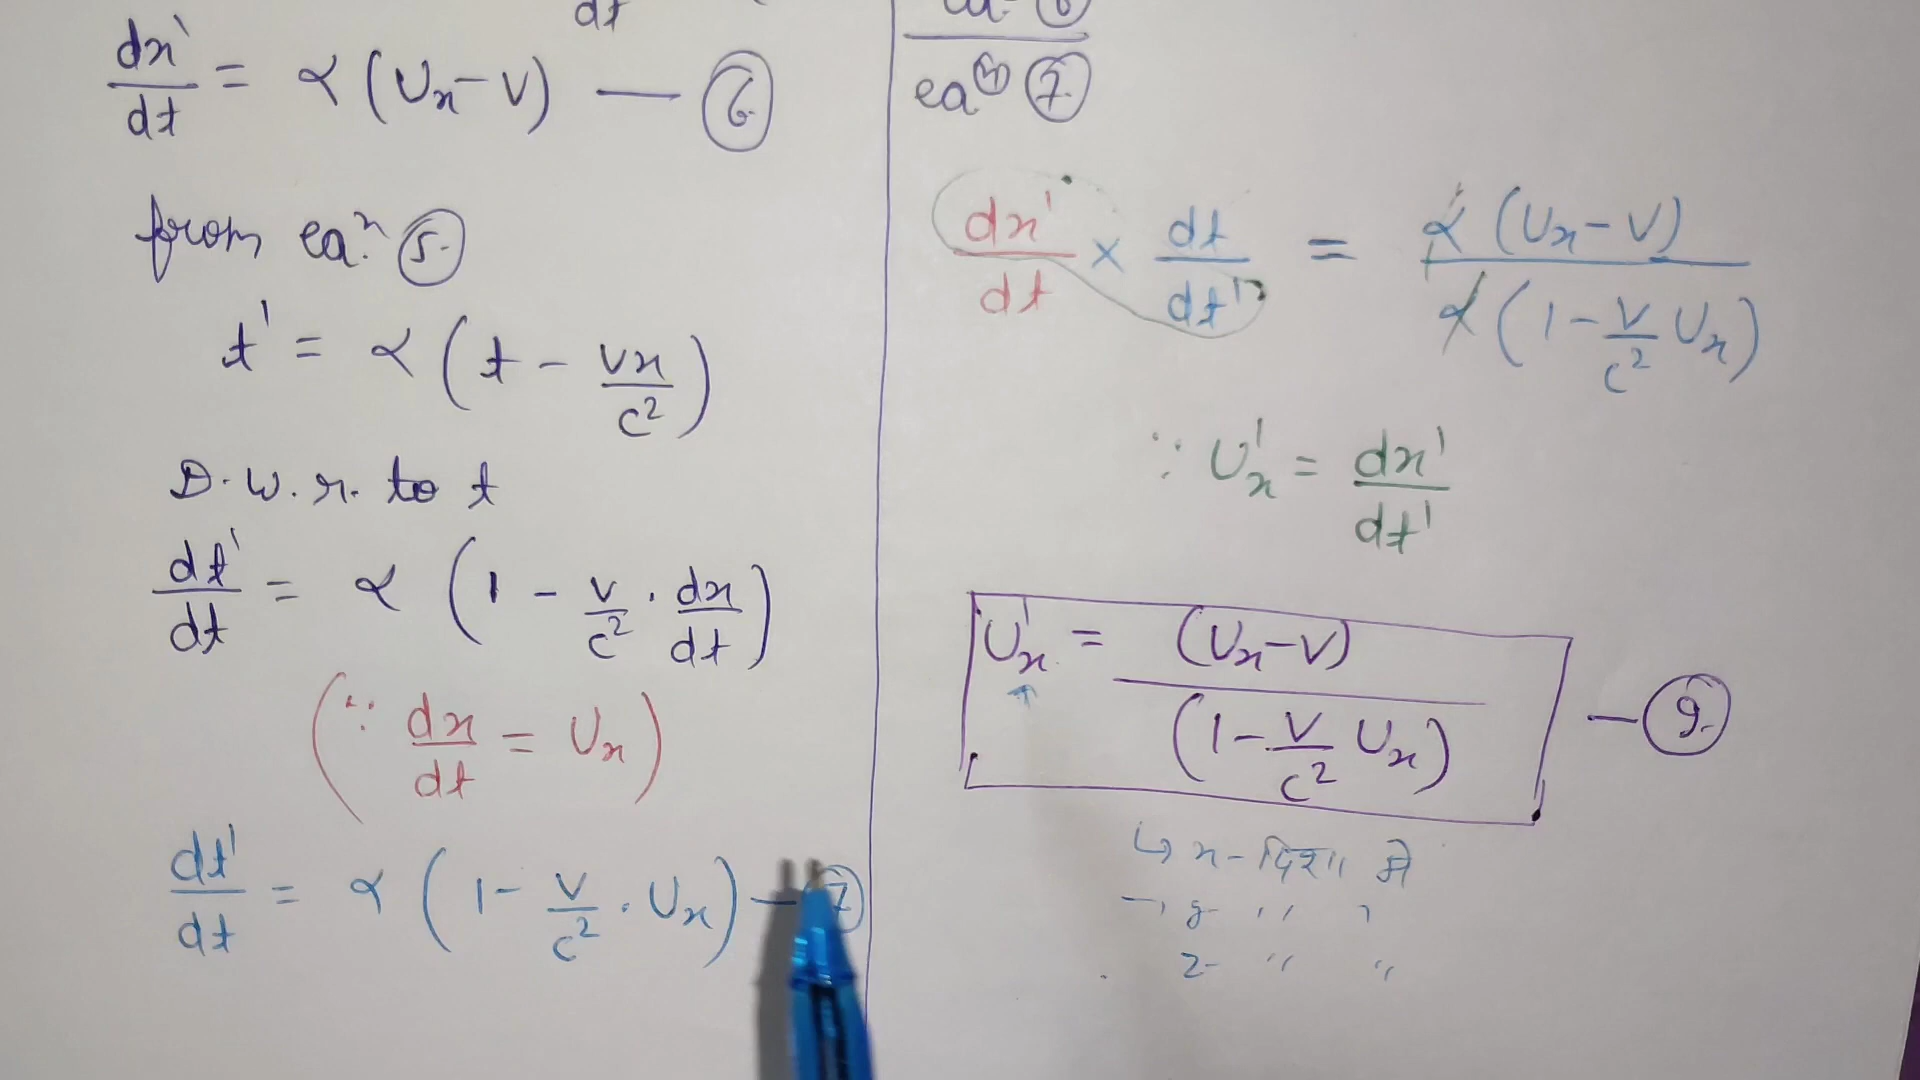 dt
dx'/dt = α (Ux - V) — ⑥
from eqn ⑤
t' = α (t - vx/c²)
D.w.r. to t
dt'/dt = α (1 - v/c² · dx/dt)
(∵ dx/dt = Ux)
dt'/dt = α (1 - v/c² · Ux) — ⑦
eqn ⑦
dx'/dt × dt/dt' = α (Ux - V) / α (1 - v/c² Ux)
∵ U'x = dx'/dt'
U'x = (Ux - V) / (1 - v/c² Ux) — ⑨
↳ x - दिशा में
→ y - ,, ,
z - ,, ,,